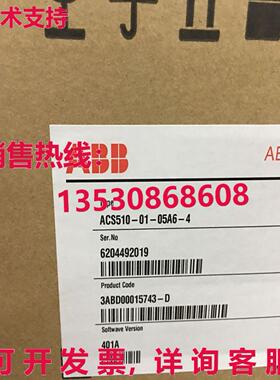 术支持
ABB
AB
销售热线:
13530868608
ACS510-01-05A6-4
Ser.No
6204492019
Product Code
3ABD00015743-D
Software Version
401A
可开发票, 详询客服